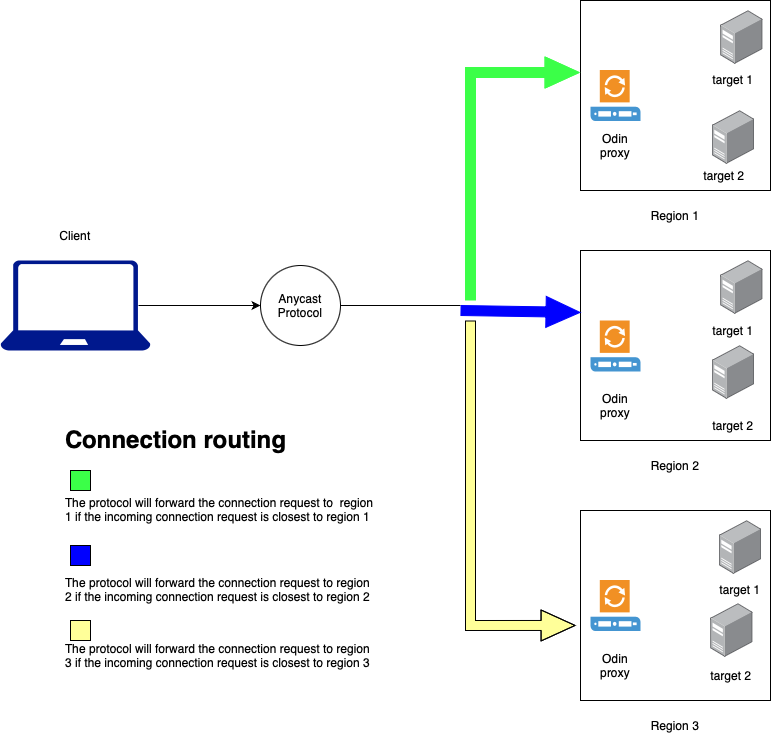 target 1
Odin
proxy
target 2
Region 1
Client
Anycast
Protocol
target 1
Odin
proxy
target 2
Region 2
Connection routing
The protocol will forward the connection request to region
1 if the incoming connection request is closest to region 1
The protocol will forward the connection request to region
2 if the incoming connection request is closest to region 2
The protocol will forward the connection request to region
3 if the incoming connection request is closest to region 3
target 1
Odin
proxy
target 2
Region 3